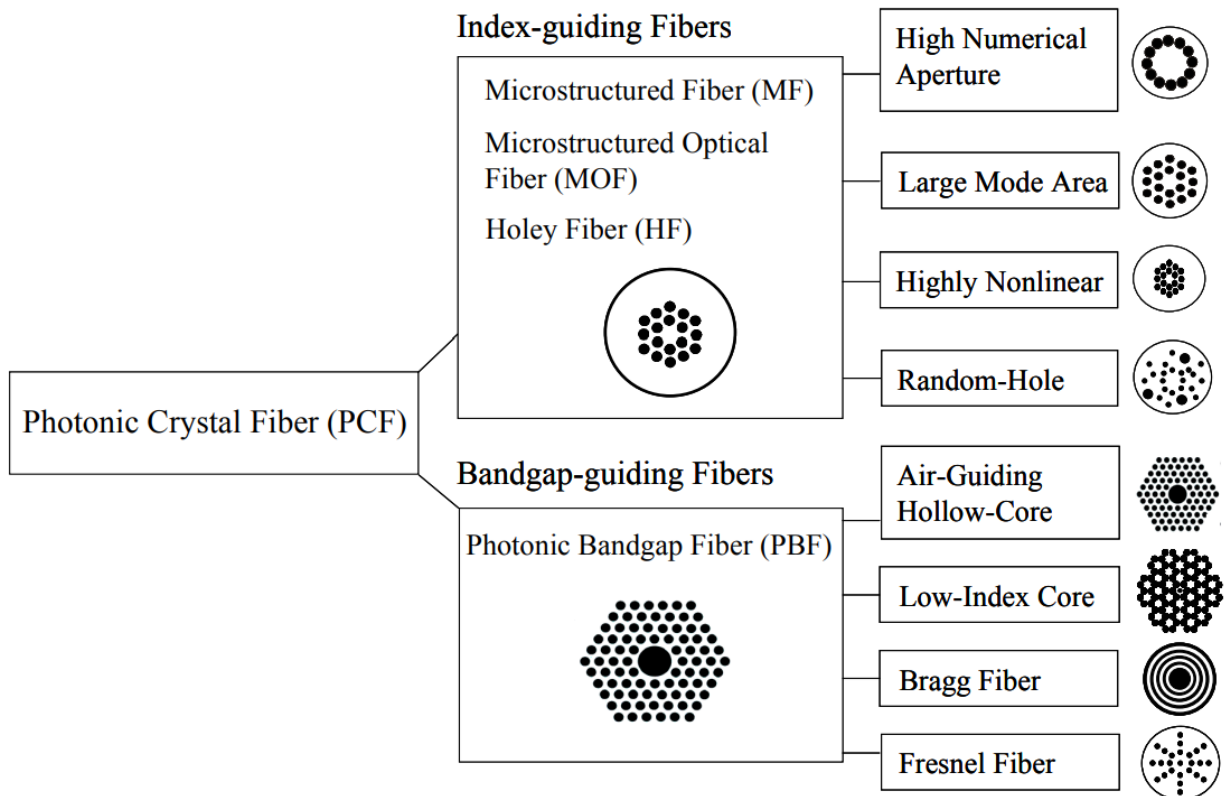 Photonic Crystal Fiber (PCF)
Index-guiding Fibers
Microstructured Fiber (MF)
Microstructured Optical
Fiber (MOF)
Holey Fiber (HF)
High Numerical
Aperture
Large Mode Area
Highly Nonlinear
Random-Hole
Bandgap-guiding Fibers
Photonic Bandgap Fiber (PBF)
Air-Guiding
Hollow-Core
Low-Index Core
Bragg Fiber
Fresnel Fiber